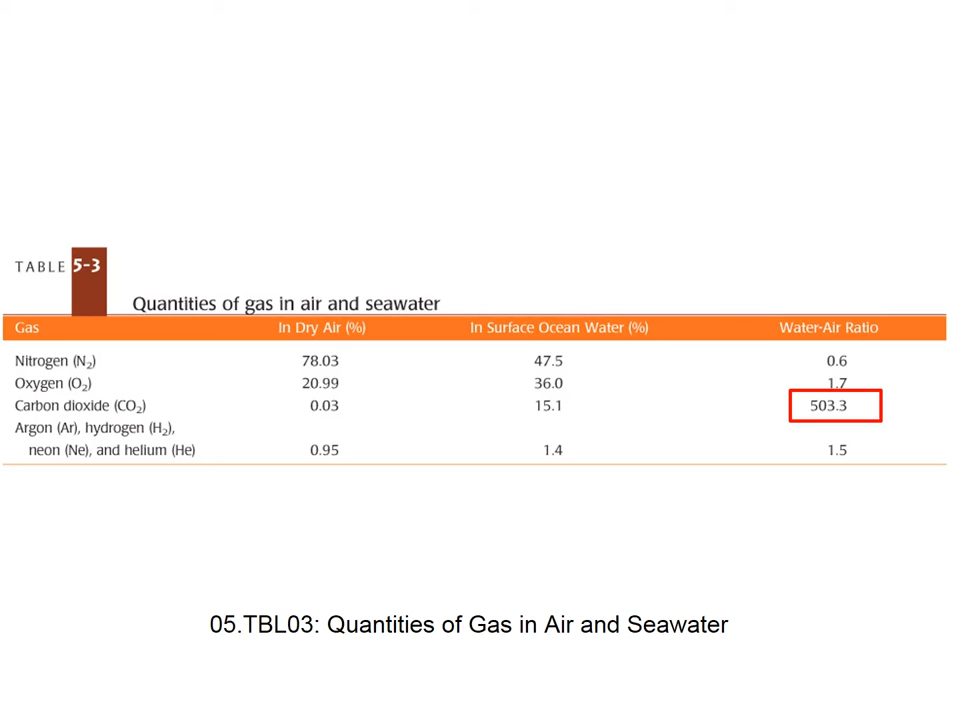 TABLE 5-3
Quantities of gas in air and seawater
Gas In Dry Air (%) In Surface Ocean Water (%) Water-Air Ratio
Nitrogen (N₂) 78.03 47.5 0.6
Oxygen (O₂) 20.99 36.0 1.7
Carbon dioxide (CO₂) 0.03 15.1 503.3
Argon (Ar), hydrogen (H₂),
neon (Ne), and helium (He) 0.95 1.4 1.5
05.TBL03: Quantities of Gas in Air and Seawater